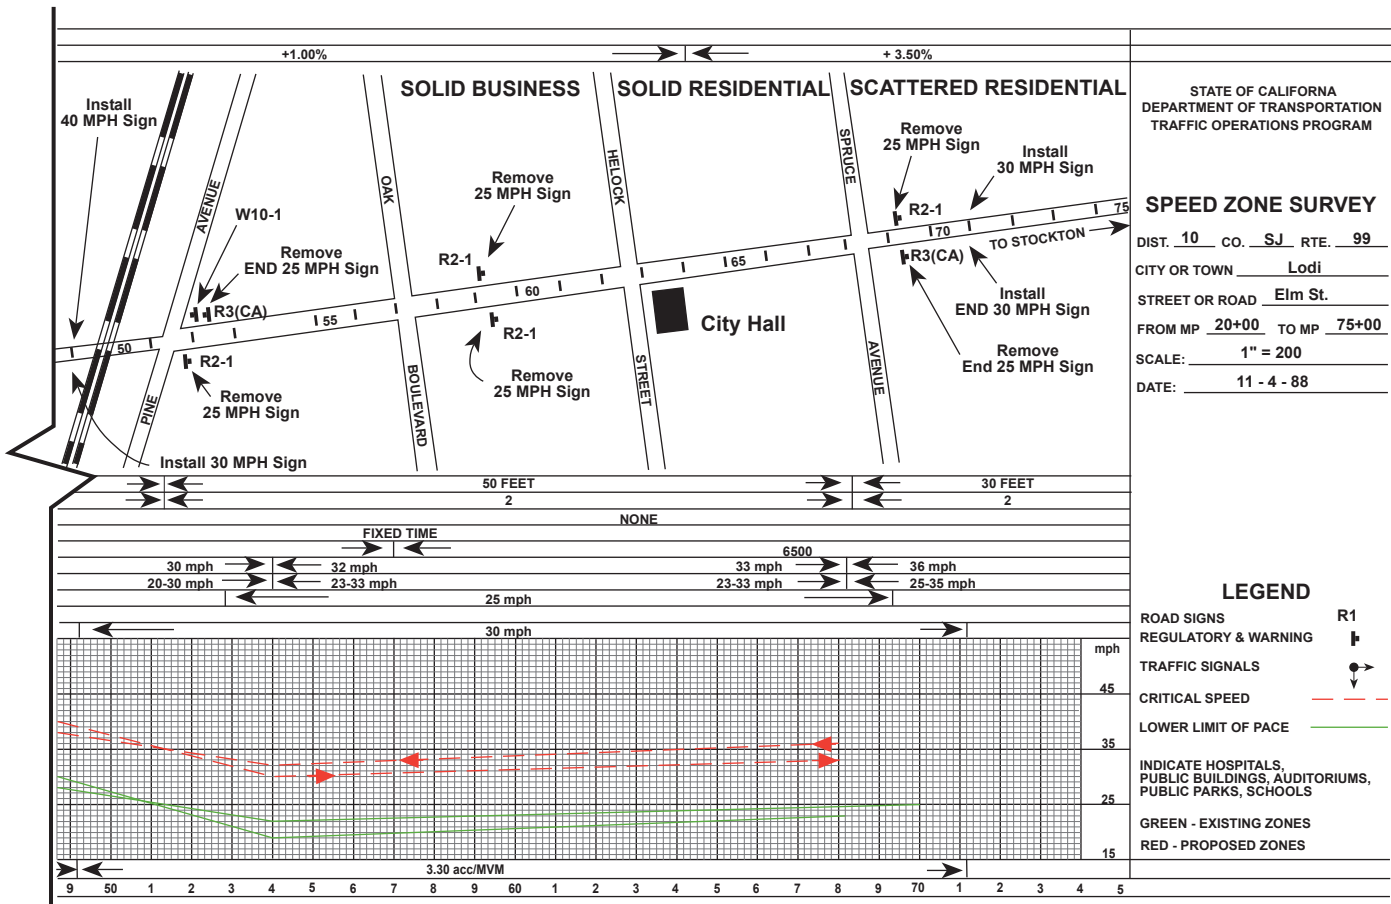 +1.00%
+ 3.50%
SOLID BUSINESS
SOLID RESIDENTIAL
SCATTERED RESIDENTIAL
Install
40 MPH Sign
AVENUE
PINE
W10-1
Remove
END 25 MPH Sign
R3(CA)
R2-1
Remove
25 MPH Sign
Install 30 MPH Sign
OAK
BOULEVARD
Remove
25 MPH Sign
R2-1
R2-1
Remove
25 MPH Sign
HELOCK
STREET
City Hall
SPRUCE
AVENUE
Remove
25 MPH Sign
R2-1
Install
30 MPH Sign
R3(CA)
TO STOCKTON
Install
END 30 MPH Sign
Remove
End 25 MPH Sign
50
55
60
65
70
75
50 FEET
30 FEET
2
2
NONE
FIXED TIME
6500
30 mph
32 mph
33 mph
36 mph
20-30 mph
23-33 mph
23-33 mph
25-35 mph
25 mph
30 mph
mph
45
35
25
15
3.30 acc/MVM
9 50 1 2 3 4 5 6 7 8 9 60 1 2 3 4 5 6 7 8 9 70 1 2 3 4 5
STATE OF CALIFORNA
DEPARTMENT OF TRANSPORTATION
TRAFFIC OPERATIONS PROGRAM
SPEED ZONE SURVEY
DIST. 10 CO. SJ RTE. 99
CITY OR TOWN Lodi
STREET OR ROAD Elm St.
FROM MP 20+00 TO MP 75+00
SCALE: 1" = 200
DATE: 11 - 4 - 88
LEGEND
ROAD SIGNS R1
REGULATORY & WARNING
TRAFFIC SIGNALS
CRITICAL SPEED
LOWER LIMIT OF PACE
INDICATE HOSPITALS,
PUBLIC BUILDINGS, AUDITORIUMS,
PUBLIC PARKS, SCHOOLS
GREEN - EXISTING ZONES
RED - PROPOSED ZONES